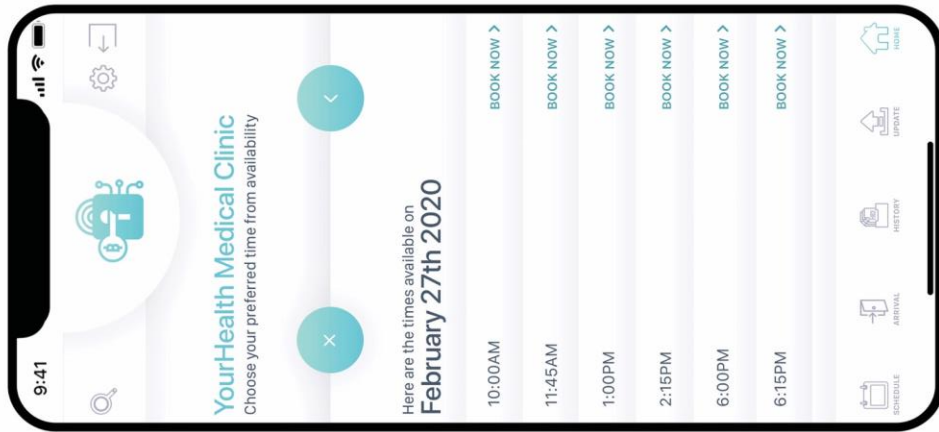 9:41
YourHealth Medical Clinic
Choose your preferred time from availability
Here are the times available on
February 27th 2020
10:00AM BOOK NOW >
11:45AM BOOK NOW >
1:00PM BOOK NOW >
2:15PM BOOK NOW >
6:00PM BOOK NOW >
6:15PM BOOK NOW >
SCHEDULE ARRIVAL HISTORY UPDATE HOME